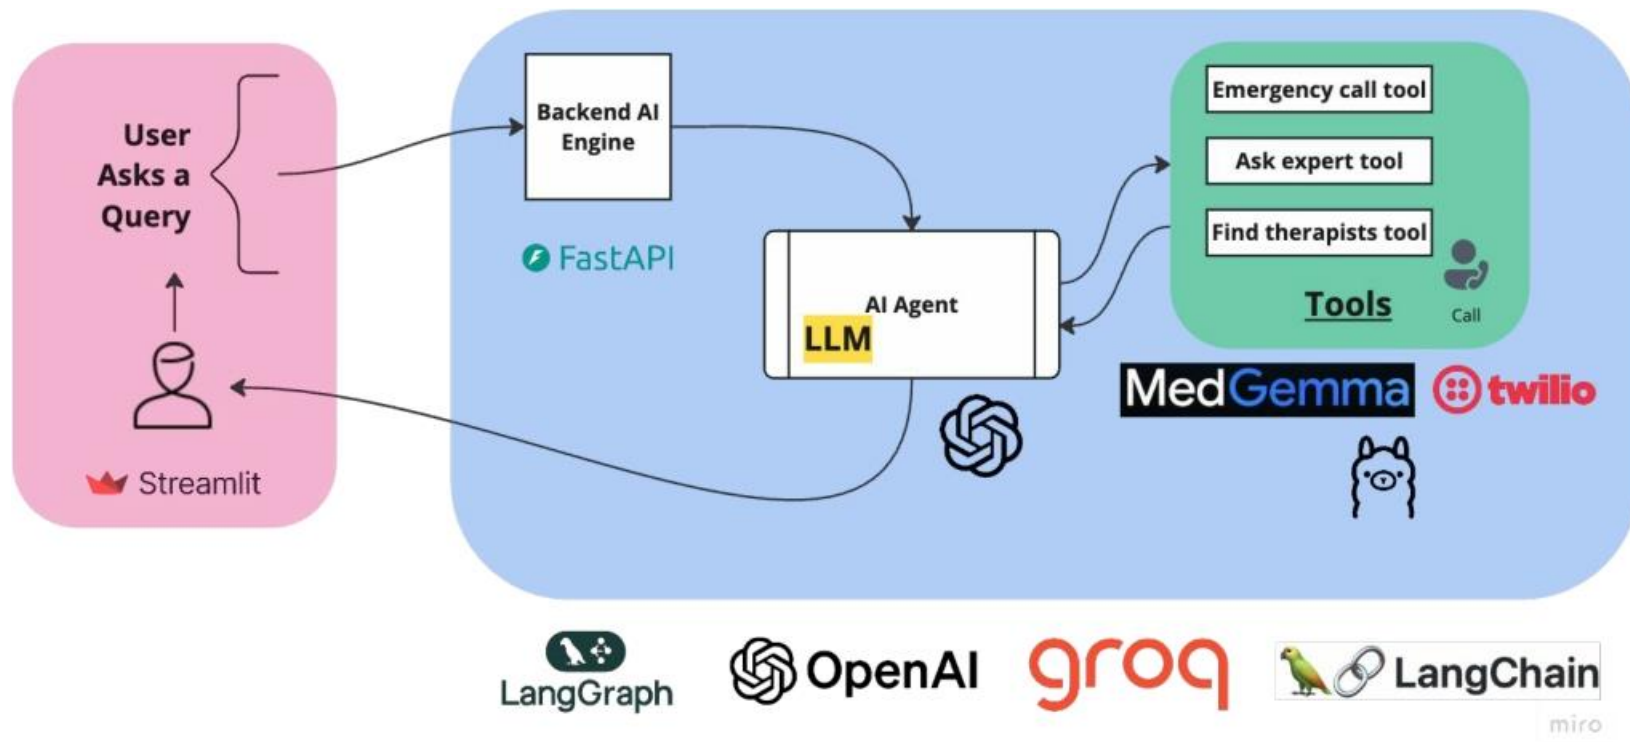 User
Asks a
Query
Streamlit
Backend AI
Engine
FastAPI
AI Agent
LLM
Emergency call tool
Ask expert tool
Find therapists tool
Tools
Call
MedGemma
twilio
LangGraph
OpenAI
groq
LangChain
miro